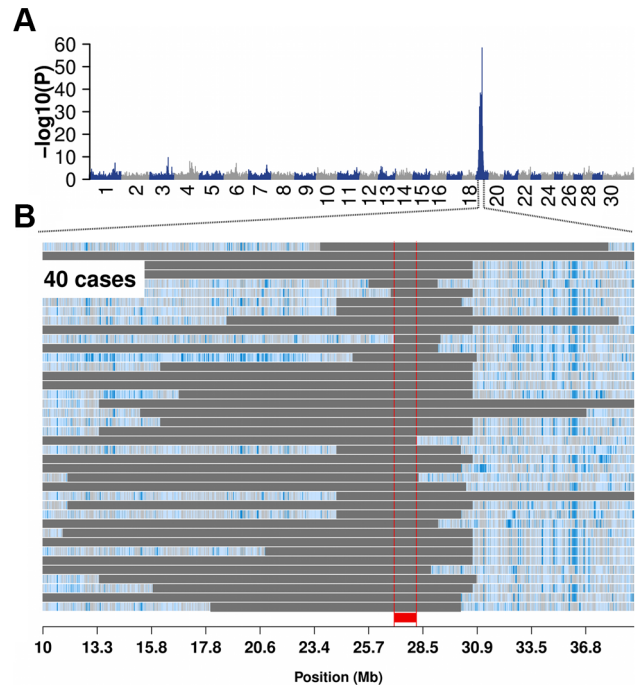 A
60
50
40
30
20
10
0
−log10(P)
1 2 3 4 5 6 7 8 9 10 11 12 13 14 15 16 18 20 22 24 26 28 30
B
40 cases
10 13.3 15.8 17.8 20.6 23.4 25.7 28.5 30.9 33.5 36.8
Position (Mb)